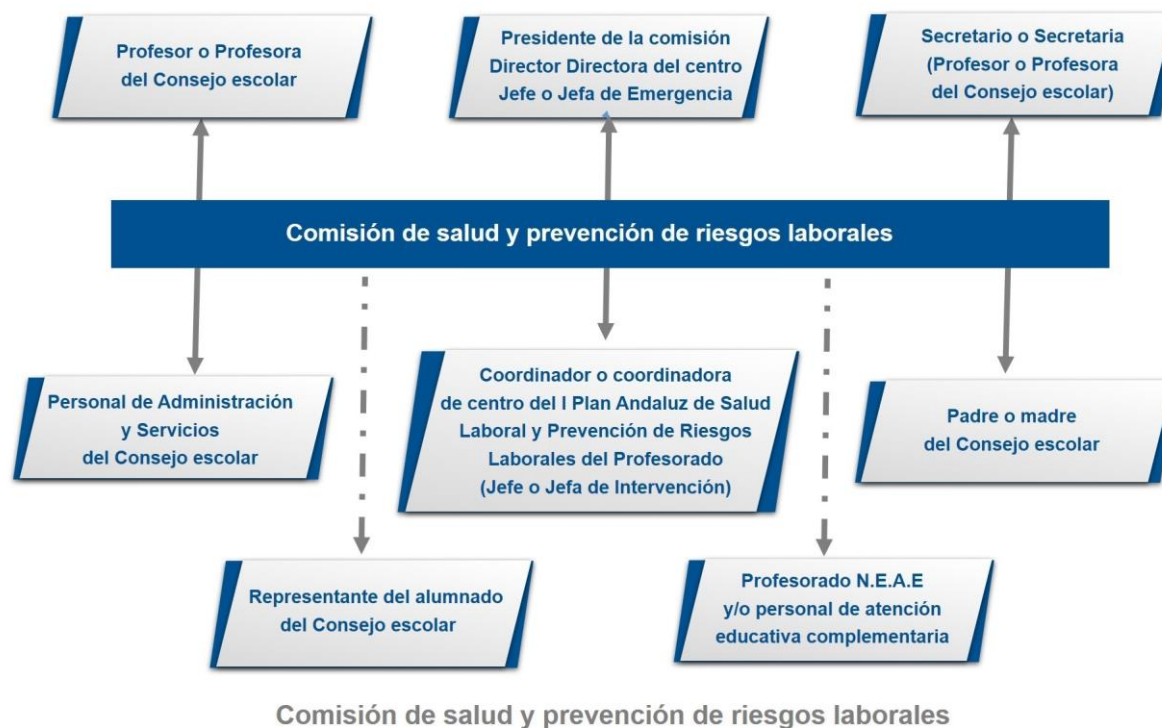 Profesor o Profesora
del Consejo escolar
Presidente de la comisión
Director Directora del centro
Jefe o Jefa de Emergencia
Secretario o Secretaria
(Profesor o Profesora
del Consejo escolar)
Comisión de salud y prevención de riesgos laborales
Personal de Administración
y Servicios
del Consejo escolar
Coordinador o coordinadora
de centro del I Plan Andaluz de Salud
Laboral y Prevención de Riesgos
Laborales del Profesorado
(Jefe o Jefa de Intervención)
Padre o madre
del Consejo escolar
Representante del alumnado
del Consejo escolar
Profesorado N.E.A.E
y/o personal de atención
educativa complementaria
Comisión de salud y prevención de riesgos laborales